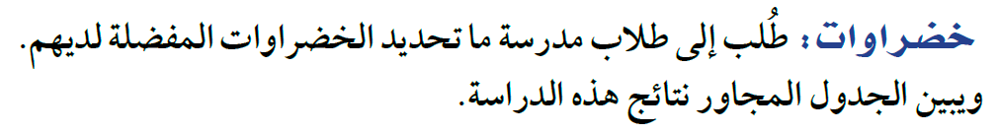 خضراوات: طُلب إلى طلاب مدرسة ما تحديد الخضراوات المفضلة لديهم.
ويبين الجدول المجاور نتائج هذه الدراسة.